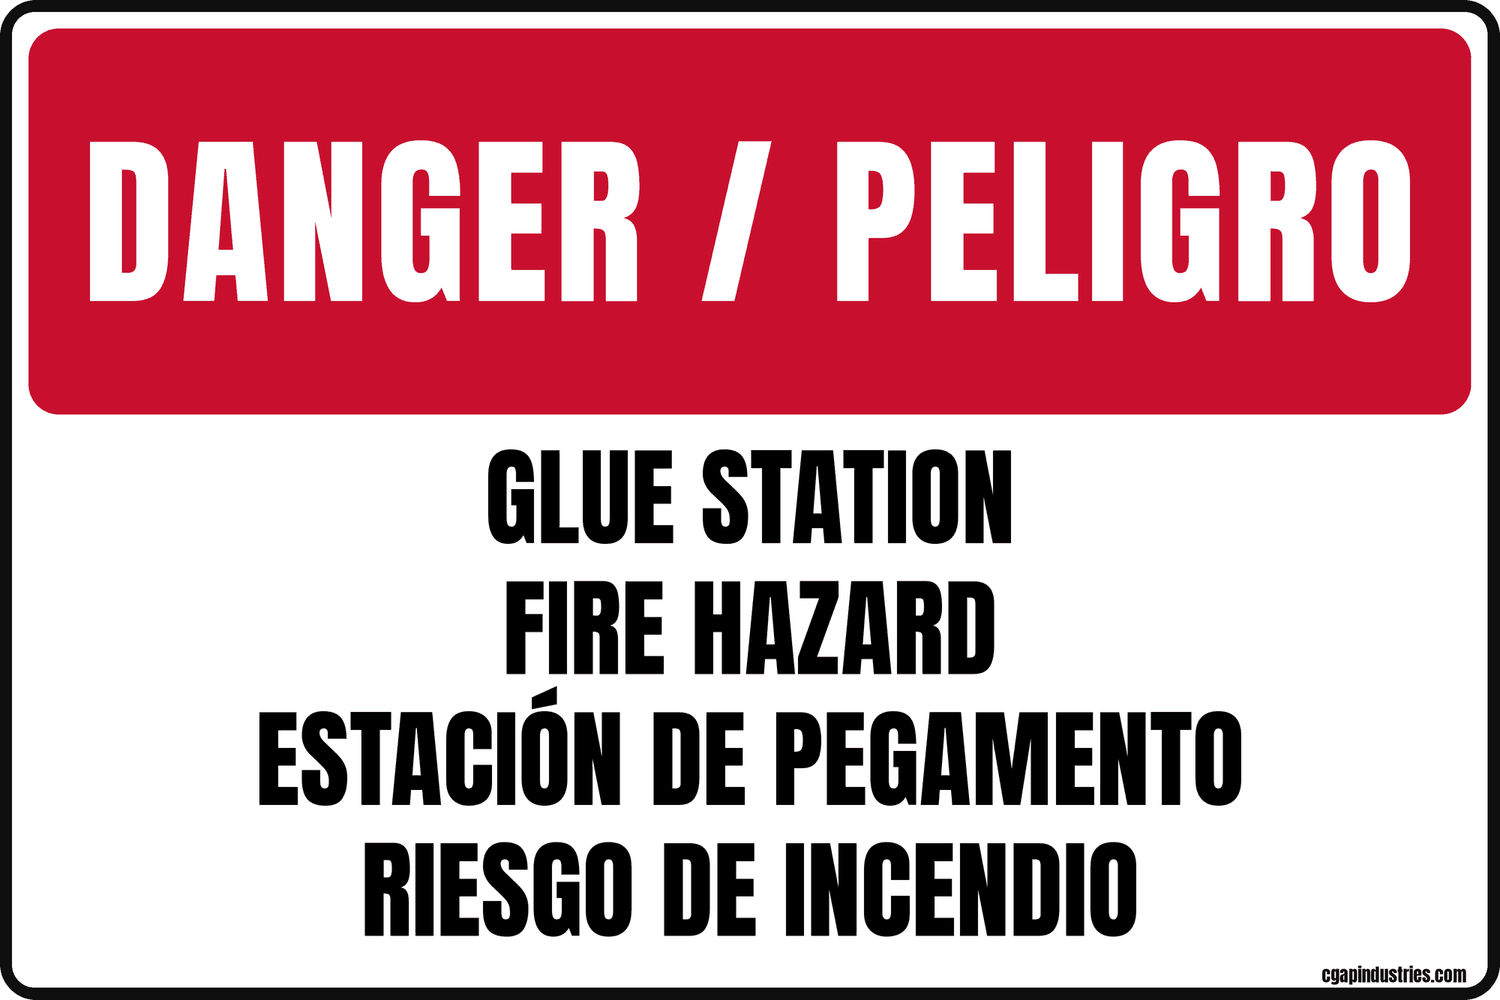 DANGER / PELIGRO
GLUE STATION
FIRE HAZARD
ESTACIÓN DE PEGAMENTO
RIESGO DE INCENDIO
cgapindustries.com